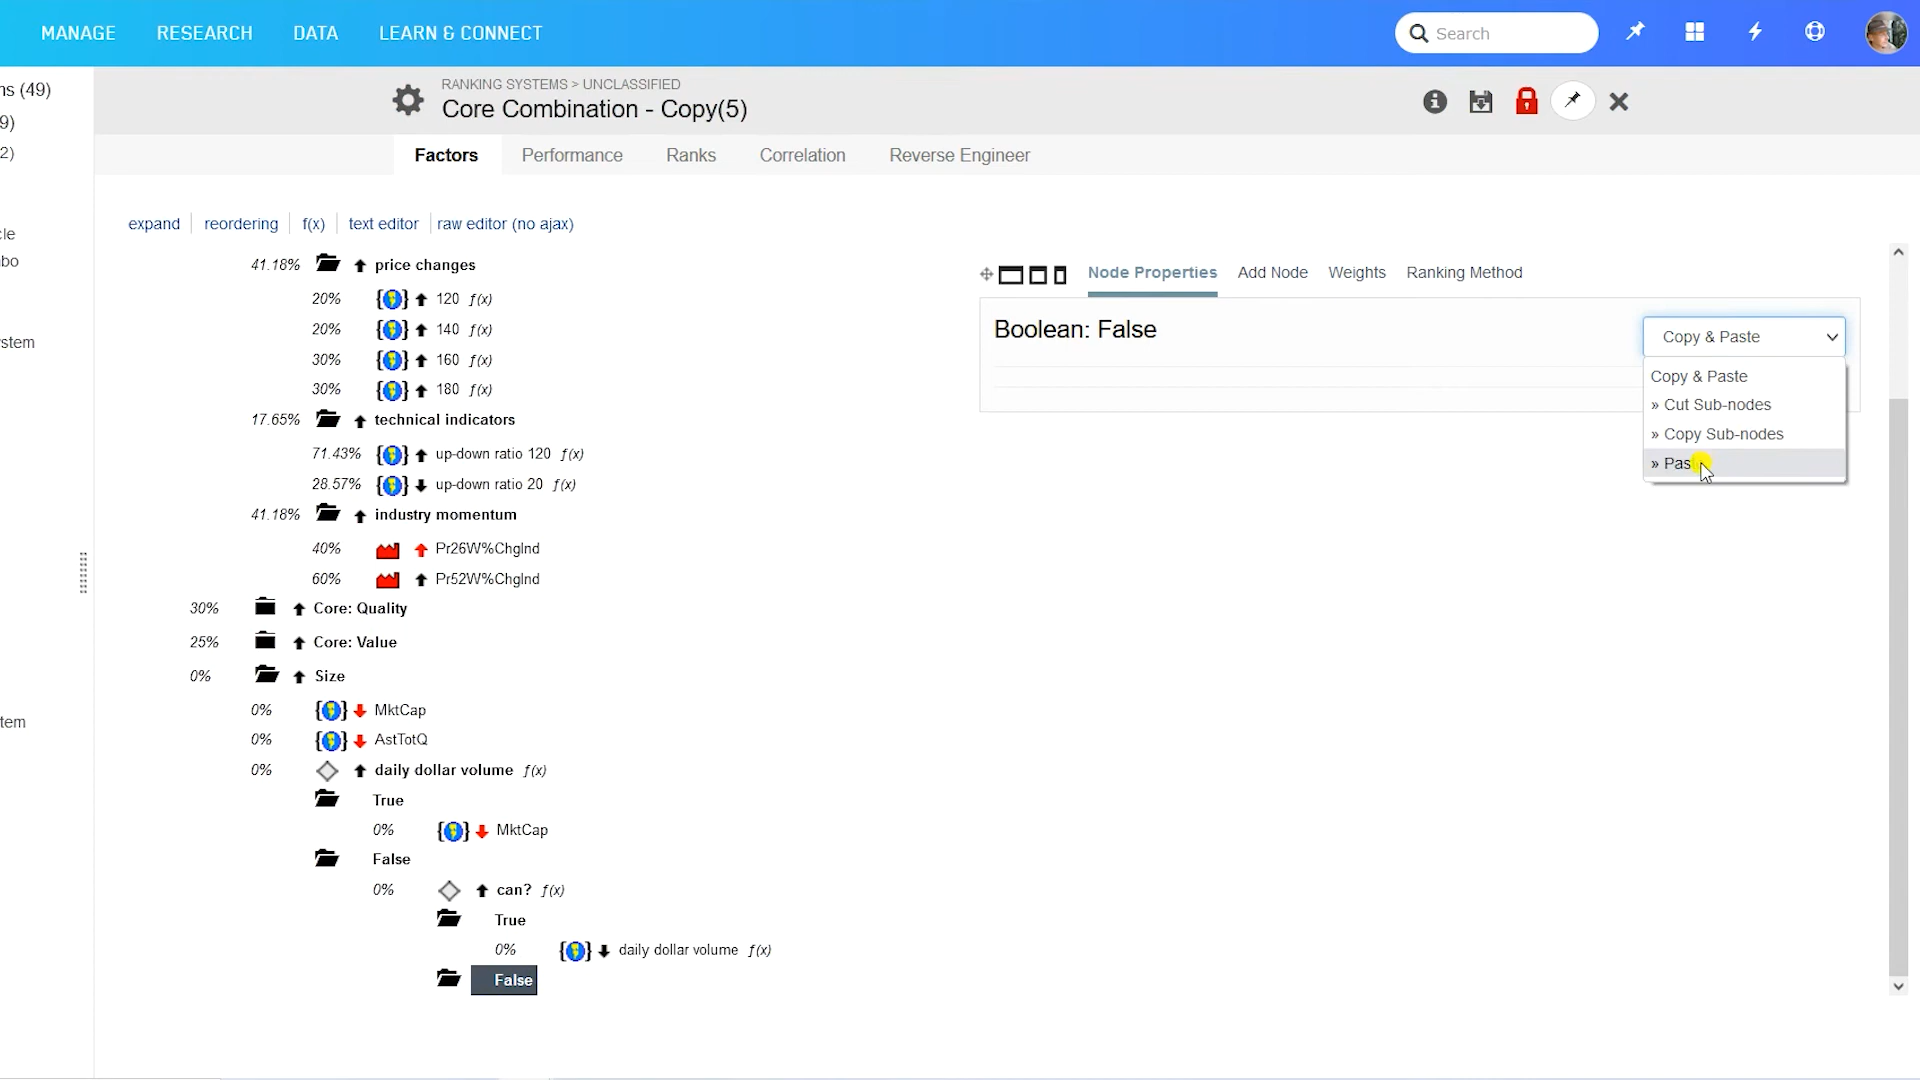 MANAGE RESEARCH DATA LEARN & CONNECT Search
ns (49)
9)
2)
cle
bo
stem
tem
RANKING SYSTEMS > UNCLASSIFIED
Core Combination - Copy(5)
Factors Performance Ranks Correlation Reverse Engineer
expand reordering f(x) text editor raw editor (no ajax)
41.18% price changes
20% 120 f(x)
20% 140 f(x)
30% 160 f(x)
30% 180 f(x)
17.65% technical indicators
71.43% up-down ratio 120 f(x)
28.57% up-down ratio 20 f(x)
41.18% industry momentum
40% Pr26W%ChgInd
60% Pr52W%ChgInd
30% Core: Quality
25% Core: Value
0% Size
0% MktCap
0% AstTotQ
0% daily dollar volume f(x)
True
0% MktCap
False
0% can? f(x)
True
0% daily dollar volume f(x)
False
Node Properties Add Node Weights Ranking Method
Boolean: False
Copy & Paste
Copy & Paste
» Cut Sub-nodes
» Copy Sub-nodes
» Pas